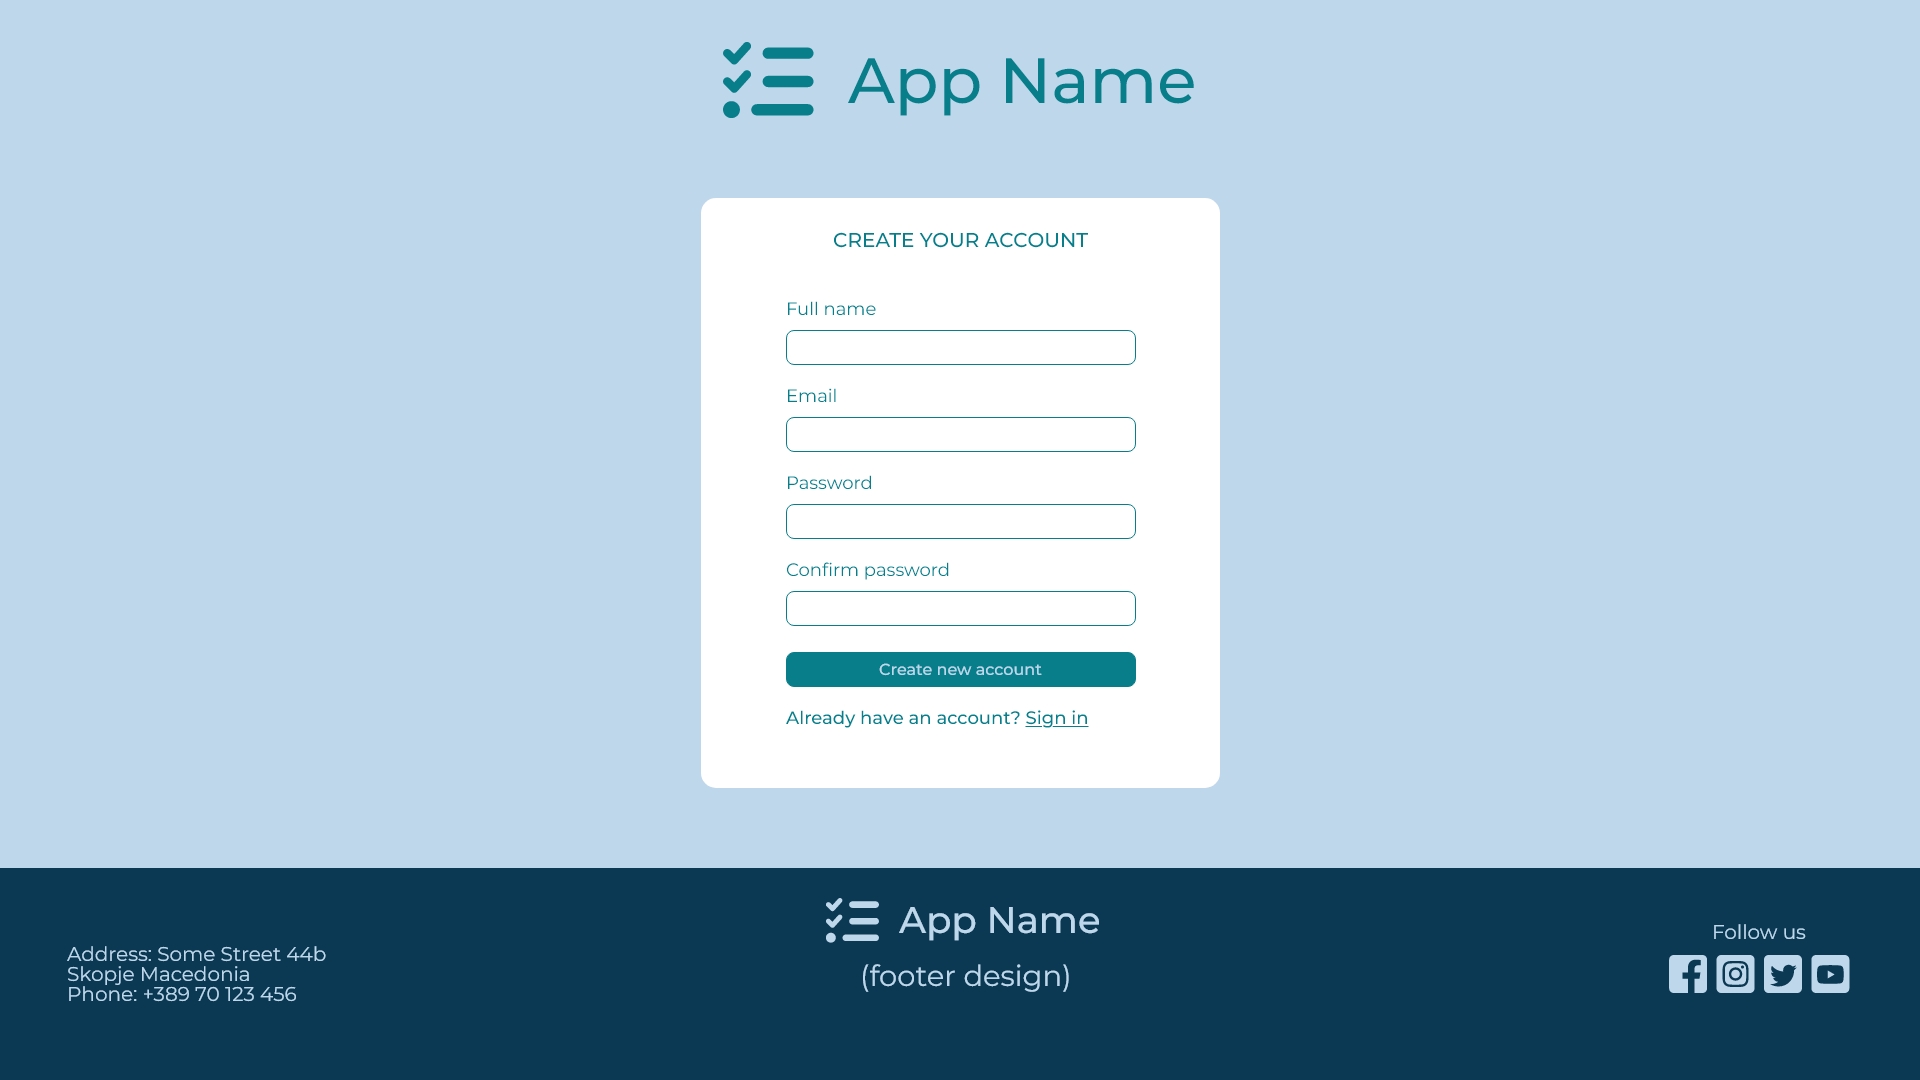 App Name
CREATE YOUR ACCOUNT
Full name
Email
Password
Confirm password
Create new account
Already have an account? Sign in
Address: Some Street 44b
Skopje Macedonia
Phone: +389 70 123 456
App Name
(footer design)
Follow us